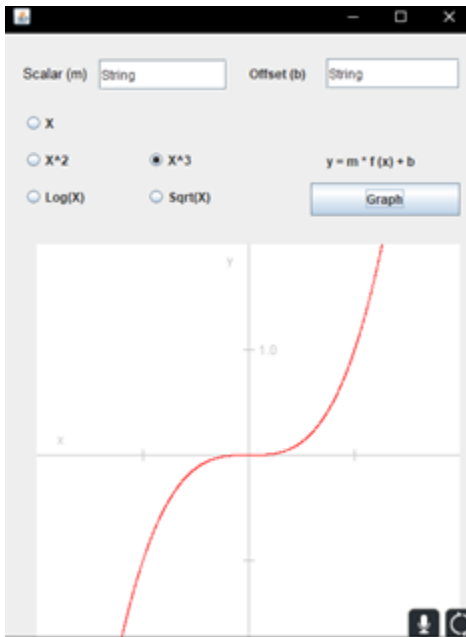 Scalar (m) String Offset (b) String
X
X^2 X^3 y = m * f (x) + b
Log(X) Sqrt(X) Graph
Y
1.0
X